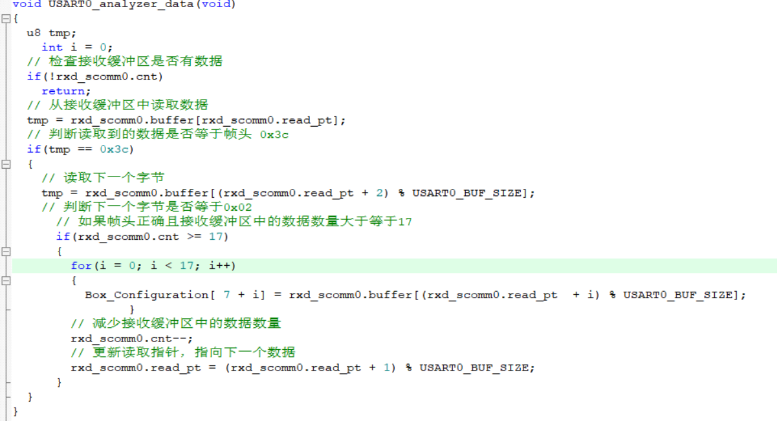 void USART0_analyzer_data(void)
{
u8 tmp;
int i = 0;
// 检查接收缓冲区是否有数据
if(!rxd_scomm0.cnt)
return;
// 从接收缓冲区中读取数据
tmp = rxd_scomm0.buffer[rxd_scomm0.read_pt];
// 判断读取到的数据是否等于帧头 0x3c
if(tmp == 0x3c)
{
// 读取下一个字节
tmp = rxd_scomm0.buffer[(rxd_scomm0.read_pt + 2) % USART0_BUF_SIZE];
// 判断下一个字节是否等于0x02
// 如果帧头正确且接收缓冲区中的数据数量大于等于17
if(rxd_scomm0.cnt >= 17)
{
for(i = 0; i < 17; i++)
{
Box_Configuration[ 7 + i] = rxd_scomm0.buffer[(rxd_scomm0.read_pt  + i) % USART0_BUF_SIZE];
}
// 减少接收缓冲区中的数据数量
rxd_scomm0.cnt--;
// 更新读取指针，指向下一个数据
rxd_scomm0.read_pt = (rxd_scomm0.read_pt + 1) % USART0_BUF_SIZE;
}
}
}